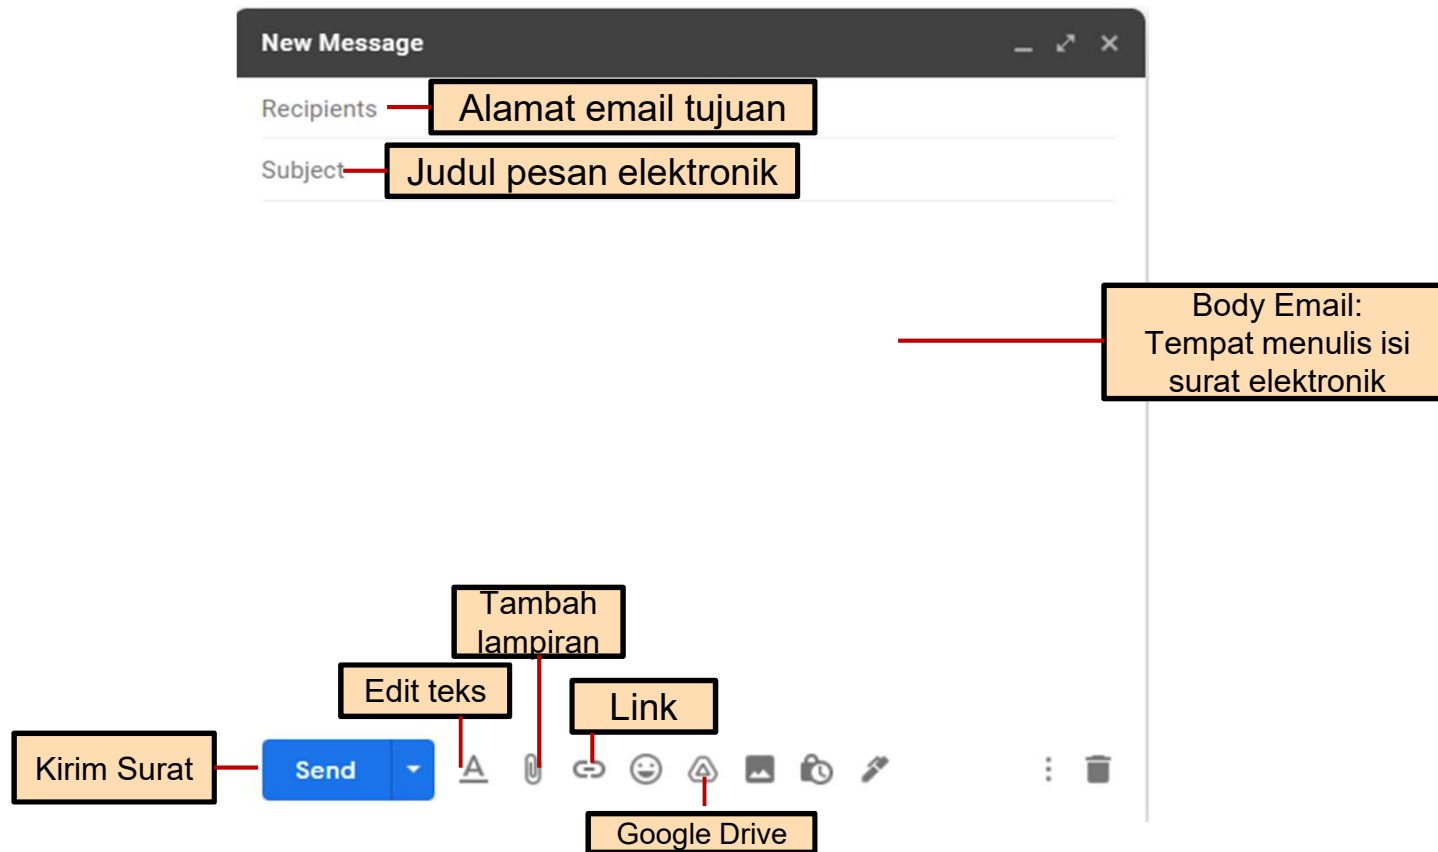 New Message
Recipients
Alamat email tujuan
Subject
Judul pesan elektronik
Body Email:
Tempat menulis isi
surat elektronik
Tambah
lampiran
Edit teks
Link
Kirim Surat
Send
Google Drive